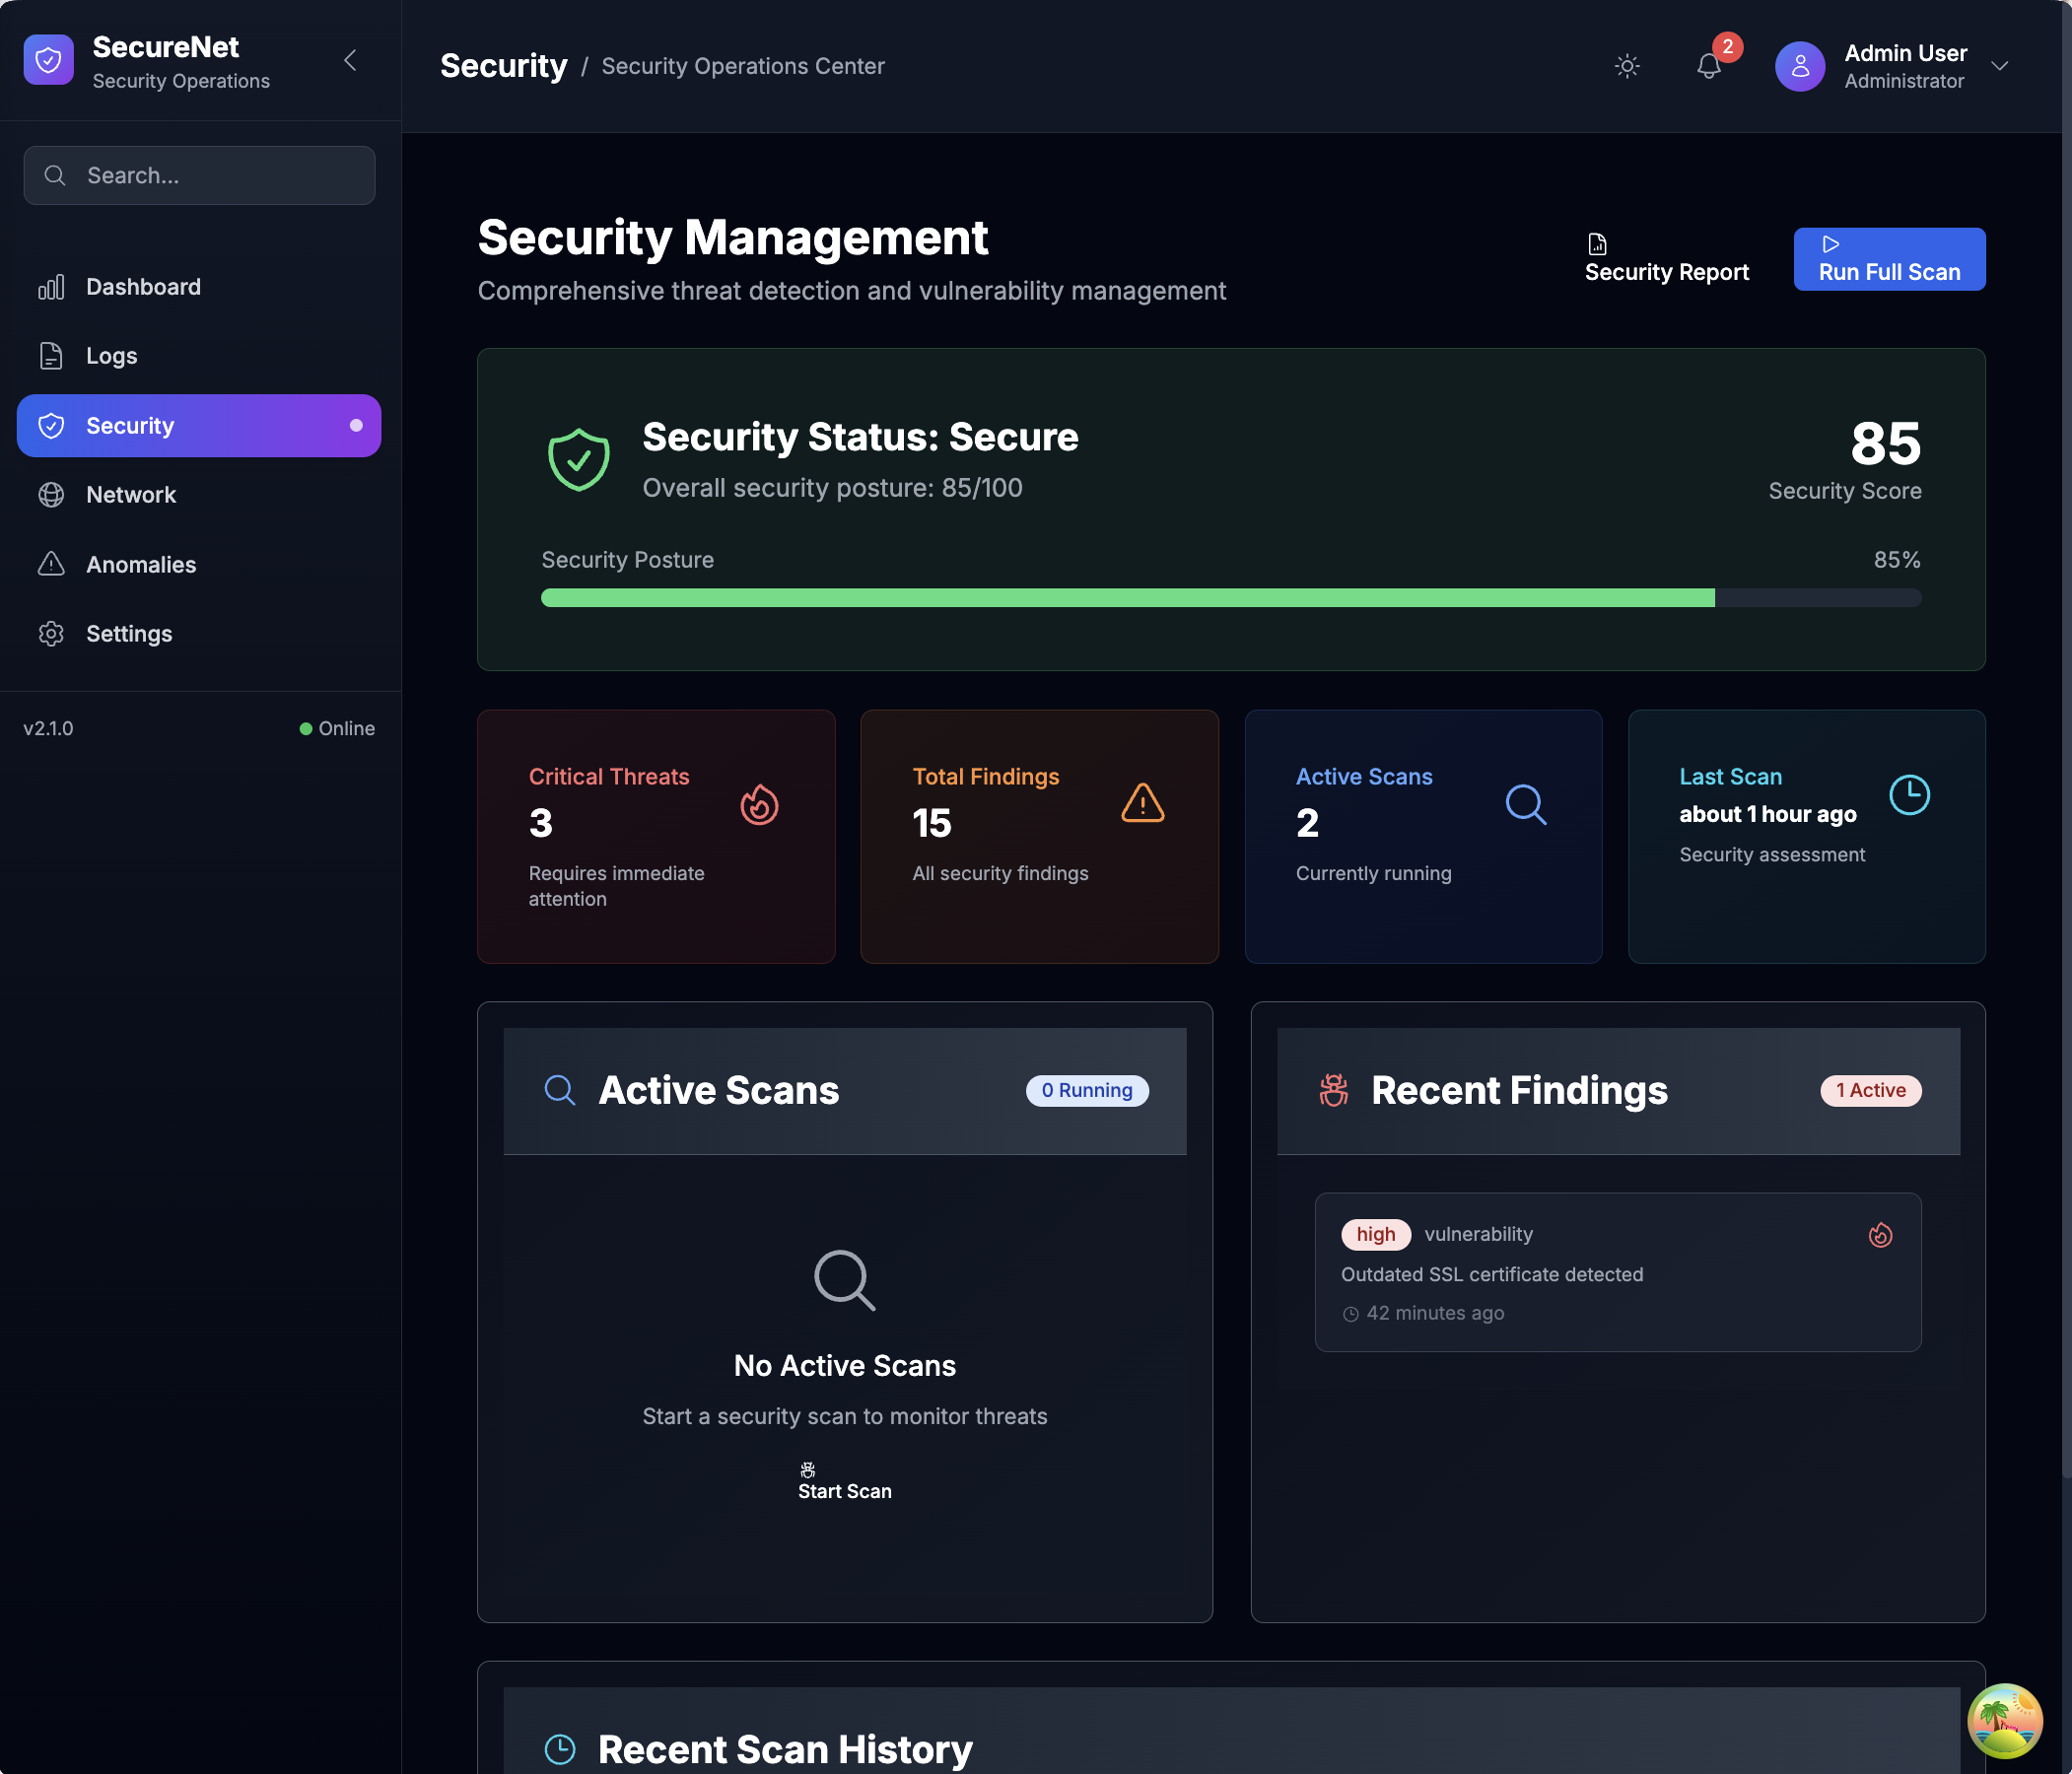 SecureNet
Security Operations
Search...
Dashboard
Logs
Security
Network
Anomalies
Settings
v2.1.0
Online
Security / Security Operations Center
2
Admin User
Administrator
Security Management
Comprehensive threat detection and vulnerability management
Security Report
Run Full Scan
Security Status: Secure
Overall security posture: 85/100
85
Security Score
Security Posture
85%
Critical Threats
3
Requires immediate
attention
Total Findings
15
All security findings
Active Scans
2
Currently running
Last Scan
about 1 hour ago
Security assessment
Active Scans
0 Running
No Active Scans
Start a security scan to monitor threats
Start Scan
Recent Findings
1 Active
high vulnerability
Outdated SSL certificate detected
42 minutes ago
Recent Scan History